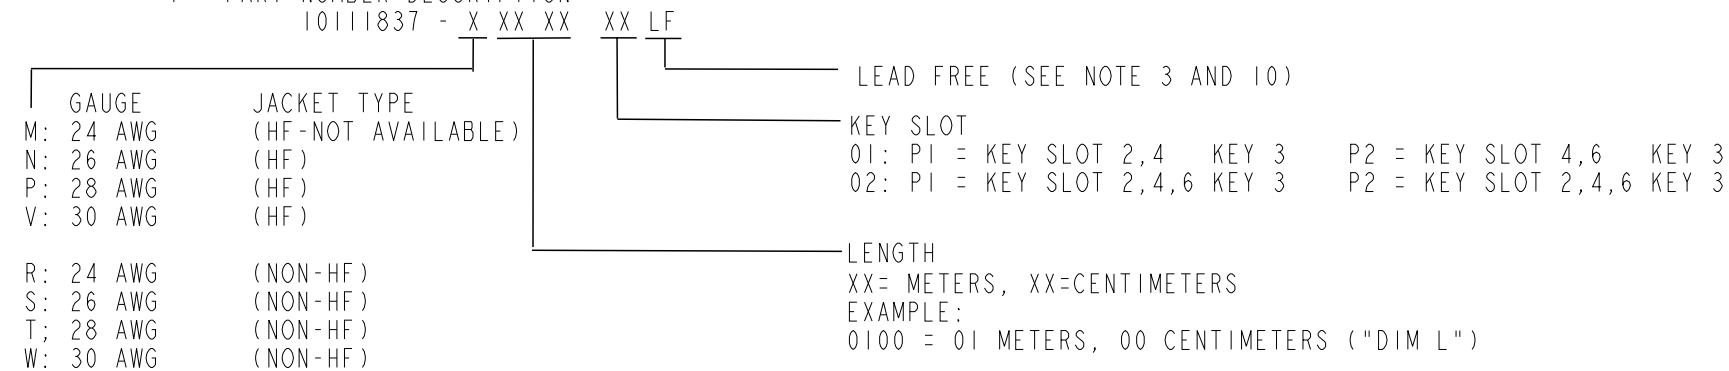 10111837 - X XX XX XX LF
LEAD FREE (SEE NOTE 3 AND 10)
GAUGE JACKET TYPE
M: 24 AWG (HF-NOT AVAILABLE)
N: 26 AWG (HF)
P: 28 AWG (HF)
V: 30 AWG (HF)
R: 24 AWG (NON-HF)
S: 26 AWG (NON-HF)
T; 28 AWG (NON-HF)
W: 30 AWG (NON-HF)
KEY SLOT
01: P1 = KEY SLOT 2,4 KEY 3 P2 = KEY SLOT 4,6 KEY 3
02: P1 = KEY SLOT 2,4,6 KEY 3 P2 = KEY SLOT 2,4,6 KEY 3
LENGTH
XX= METERS, XX=CENTIMETERS
EXAMPLE:
0100 = 01 METERS, 00 CENTIMETERS ("DIM L")